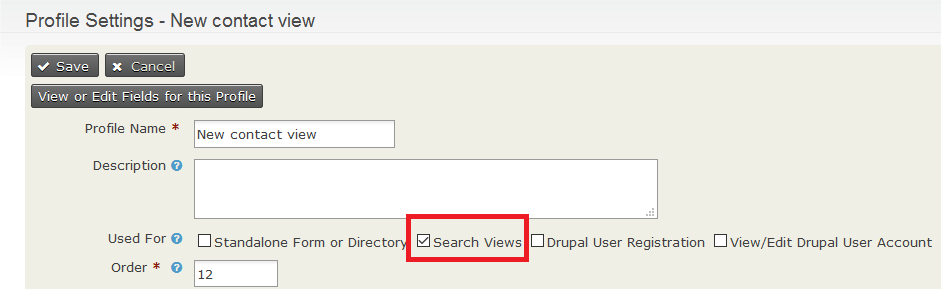 Profile Settings - New contact view
Save Cancel
View or Edit Fields for this Profile
Profile Name * New contact view
Description ?
Used For ? Standalone Form or Directory Search Views Drupal User Registration View/Edit Drupal User Account
Order * ? 12